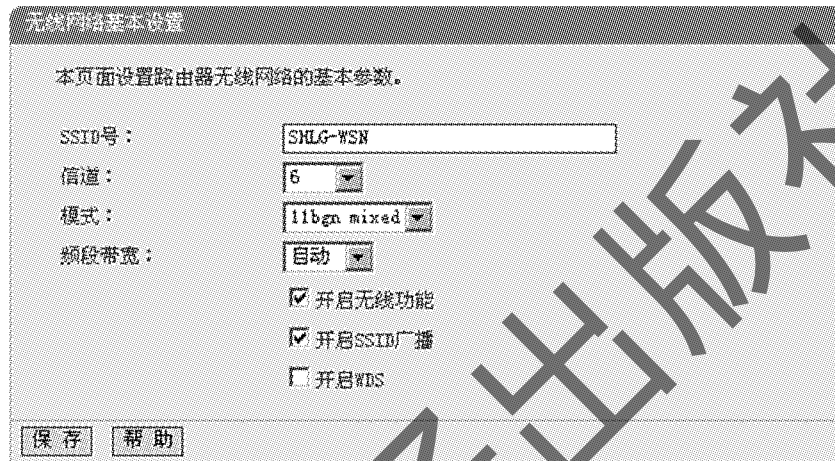 无线网络基本设置
本页面设置路由器无线网络的基本参数。
SSID号： SHLG-WSN
信道： 6
模式： 11bgn mixed
频段带宽： 自动
开启无线功能
开启SSID广播
开启WDS
保存 帮助
出版社